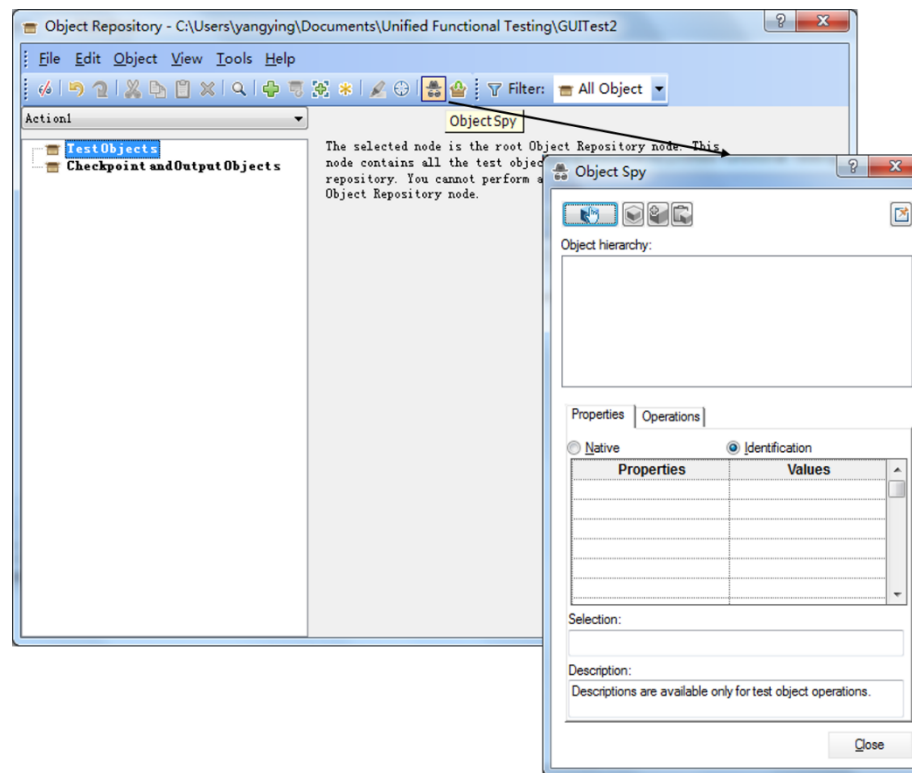 Object Repository - C:\Users\yangying\Documents\Unified Functional Testing\GUITest2
File Edit Object View Tools Help
Filter: All Object
Action1
Object Spy
Test Objects
Checkpoint and Output Objects
The selected node is the root Object Repository node. This
node contains all the test objec
repository. You cannot perform a
Object Repository node.
Object Spy
Object hierarchy:
Properties Operations
Native Identification
Properties Values
Selection:
Description:
Descriptions are available only for test object operations.
Close